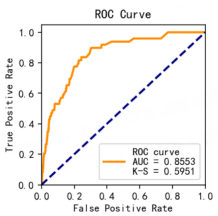 ROC Curve
True Positive Rate
1.0
0.8
0.6
0.4
0.2
0.0
ROC curve
AUC = 0.8553
K-S = 0.5951
0.0 0.2 0.4 0.6 0.8 1.0
False Positive Rate